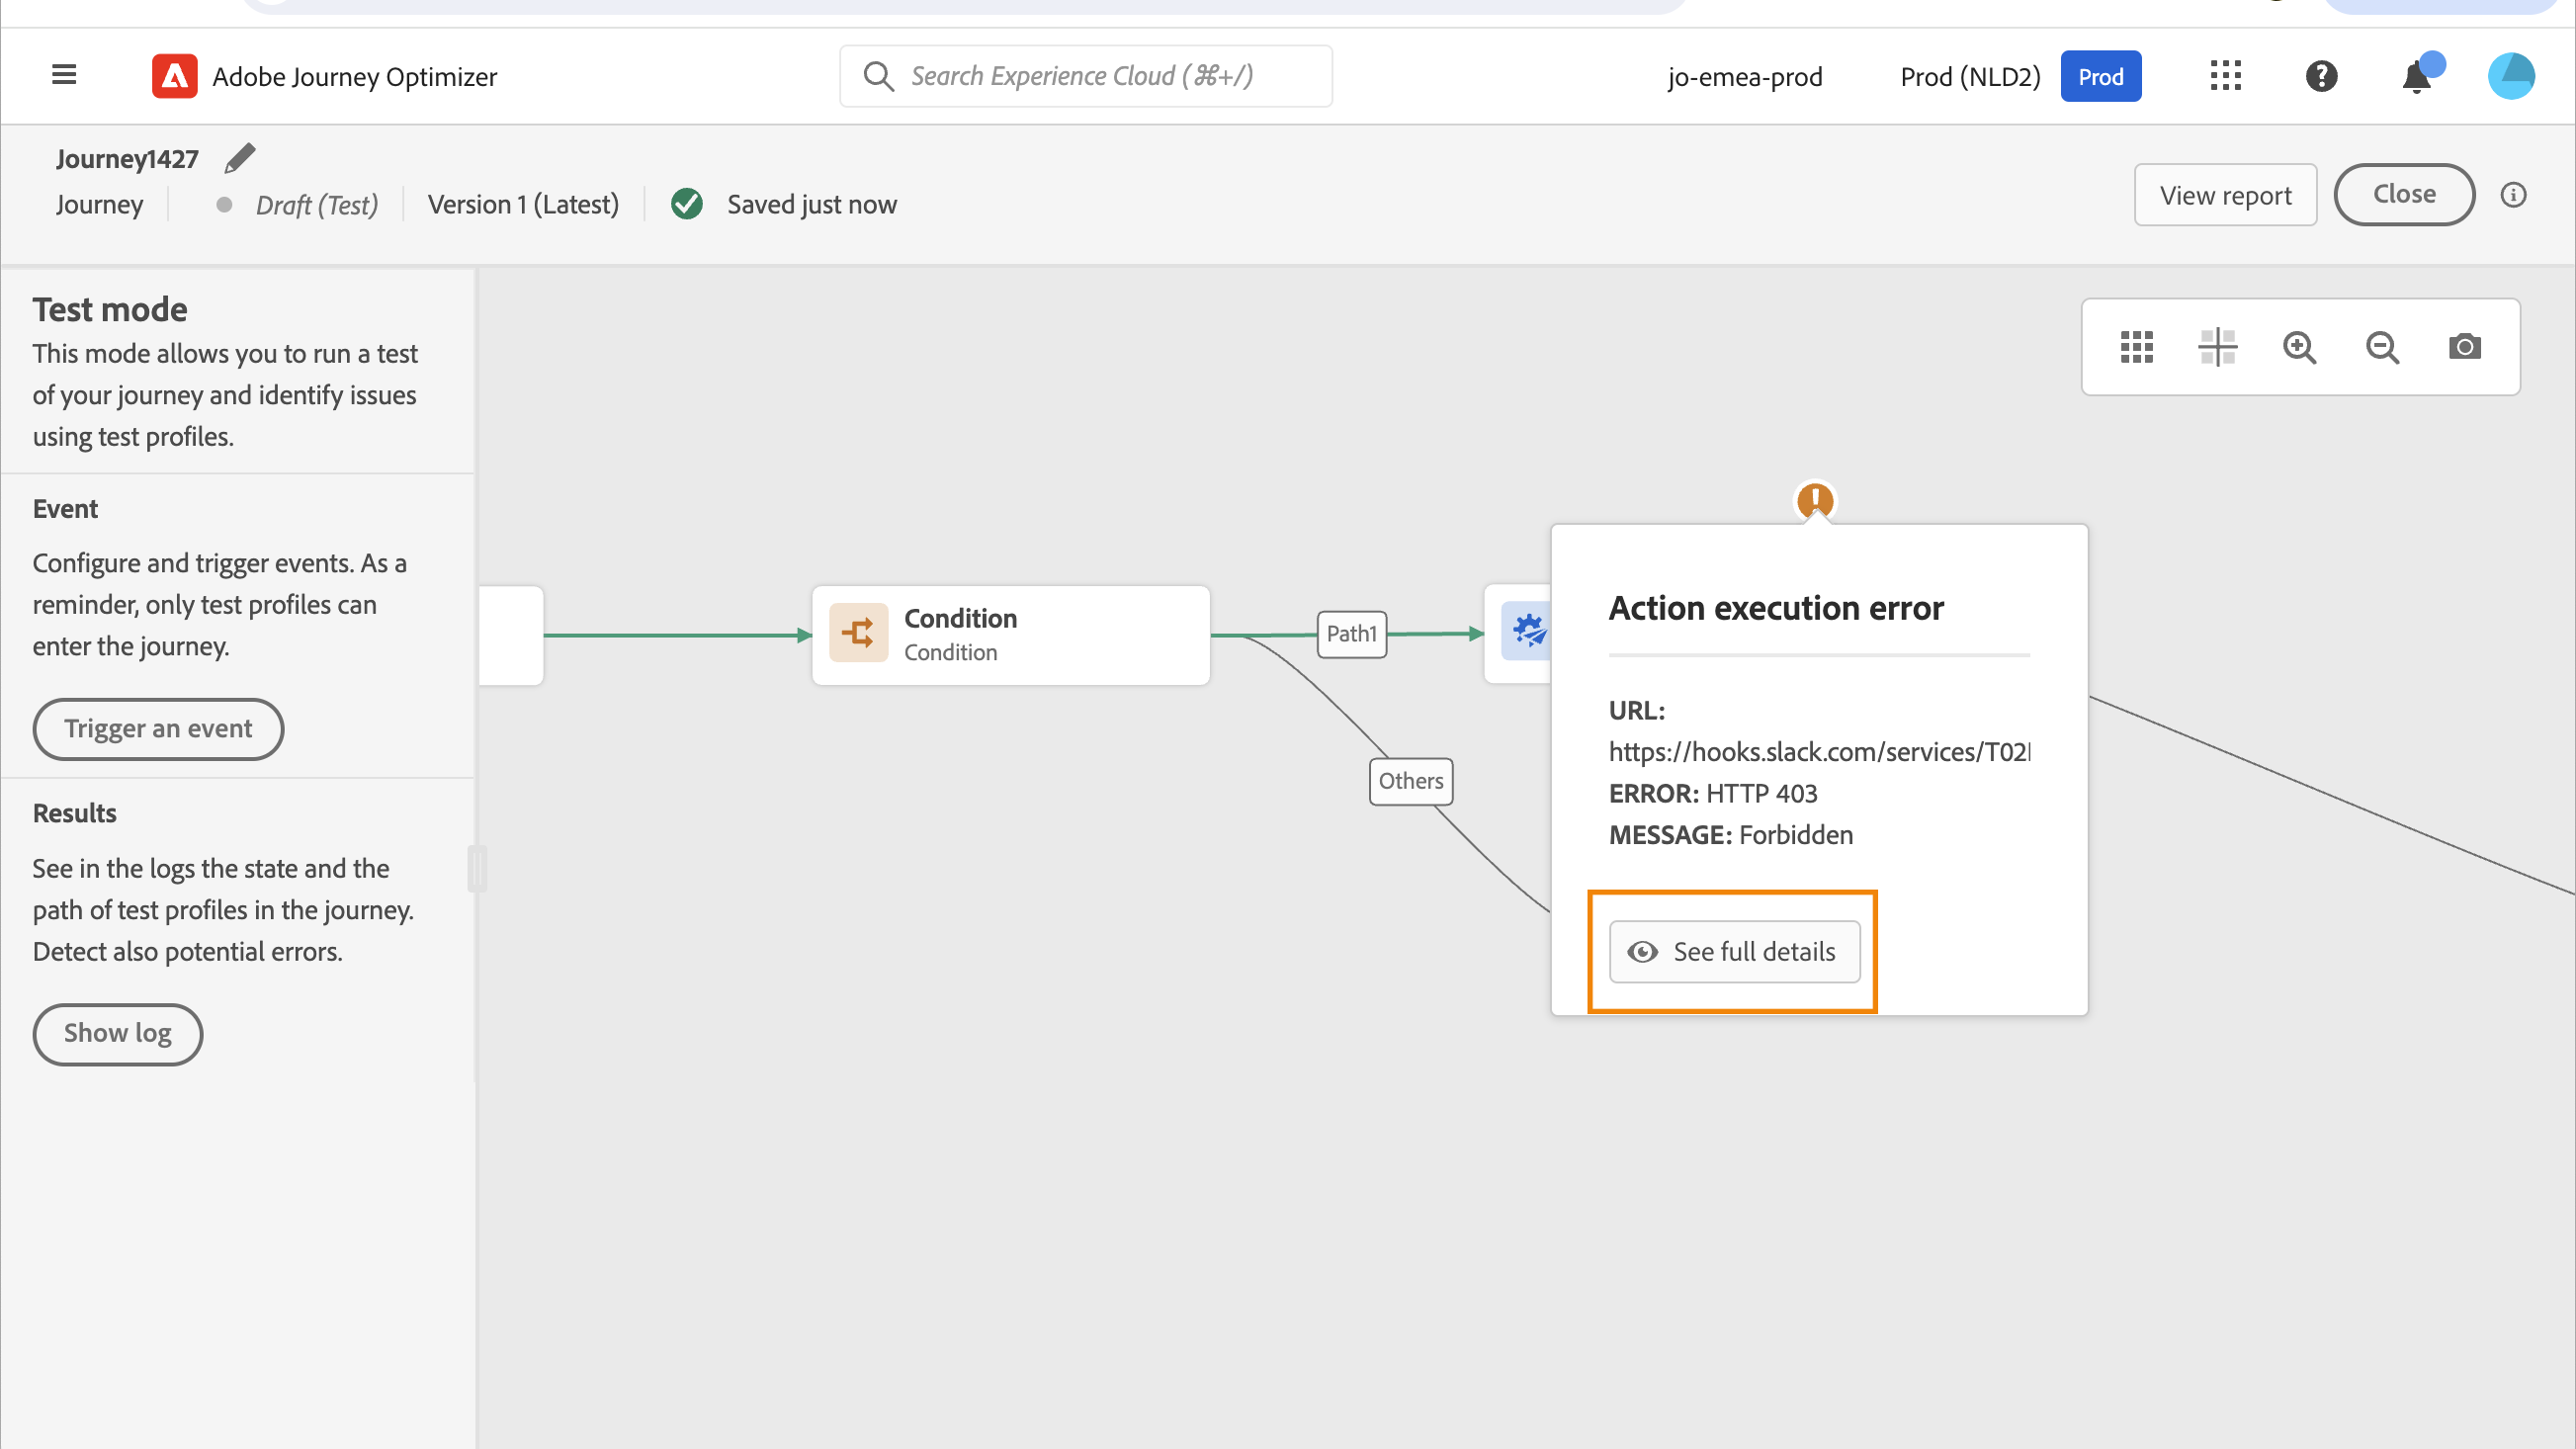 Adobe Journey Optimizer
Search Experience Cloud (⌘+/)
jo-emea-prod
Prod (NLD2)
Prod
Journey1427
Journey
Draft (Test)
Version 1 (Latest)
Saved just now
View report
Close
Test mode
This mode allows you to run a test
of your journey and identify issues
using test profiles.
Event
Configure and trigger events. As a
reminder, only test profiles can
enter the journey.
Trigger an event
Results
See in the logs the state and the
path of test profiles in the journey.
Detect also potential errors.
Show log
Condition
Condition
Path1
Others
Action execution error
URL:
https://hooks.slack.com/services/T02
ERROR: HTTP 403
MESSAGE: Forbidden
See full details